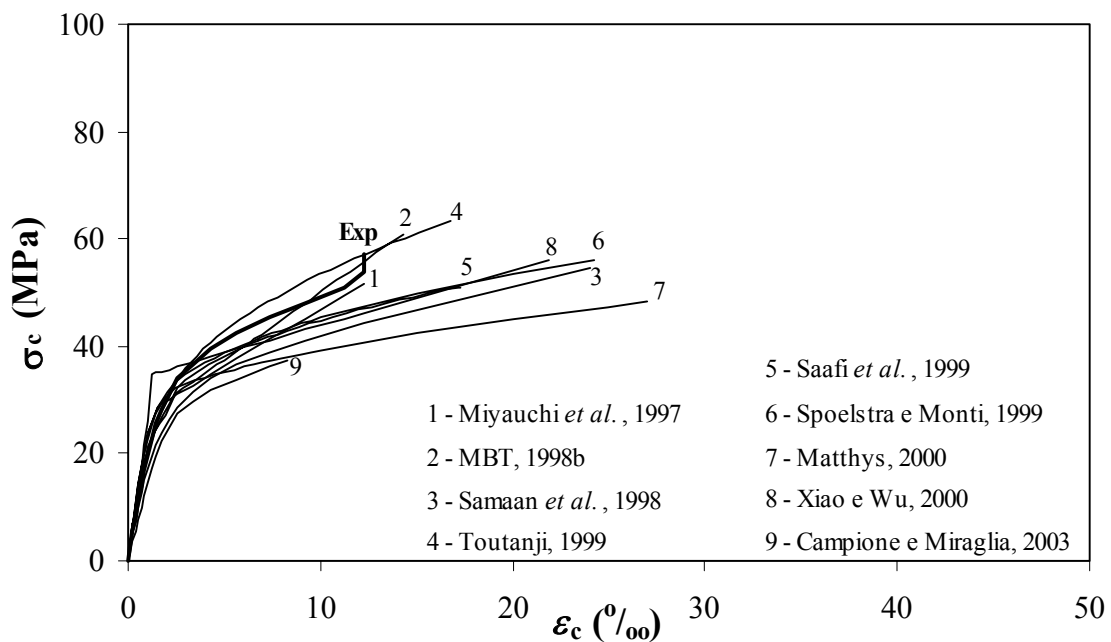 100
80
60
40
20
0
σc (MPa)
0 10 20 30 40 50
εc (º/oo)
Exp
1
2
4
5
8
6
3
7
9
1 - Miyauchi et al. , 1997
2 - MBT, 1998b
3 - Samaan et al. , 1998
4 - Toutanji, 1999
5 - Saafi et al. , 1999
6 - Spoelstra e Monti, 1999
7 - Matthys, 2000
8 - Xiao e Wu, 2000
9 - Campione e Miraglia, 2003